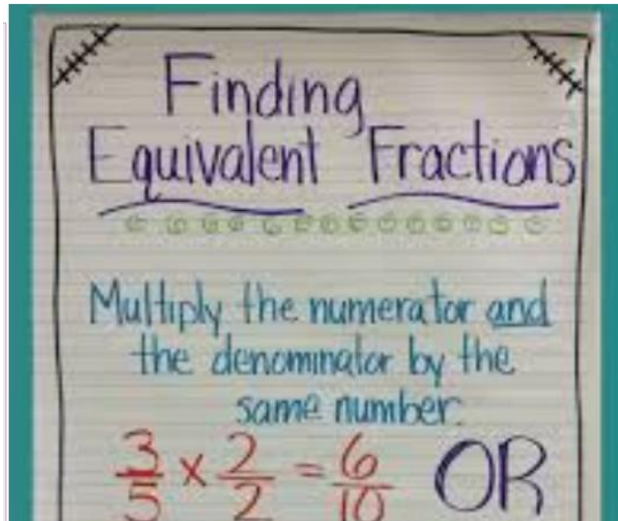 Finding
Equivalent Fractions
Multiply the numerator and
the denominator by the
same number.
3/5 x 2/2 = 6/10 OR